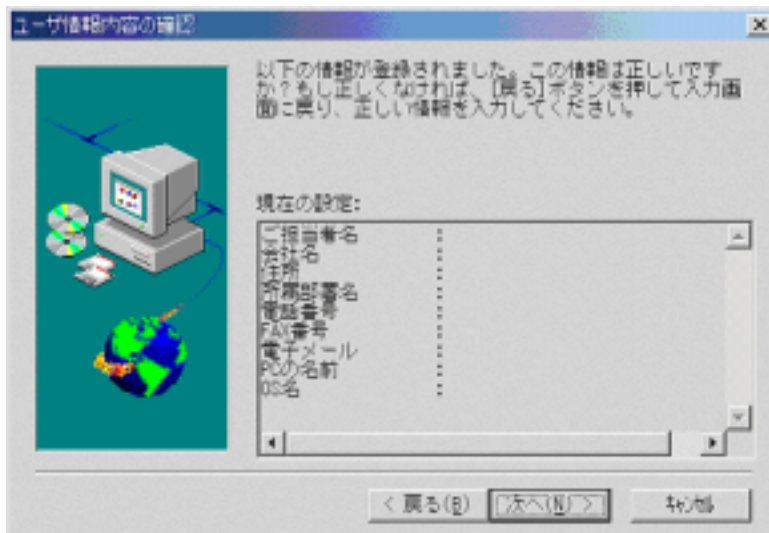 ユーザ情報内容の確認
以下の情報が登録されました。この情報は正しいです
か?もし正しくなければ、[戻る]ボタンを押して入力画
面に戻り、正しい情報を入力してください。
現在の設定:
ご担当者名 :
会社名 :
住所 :
所属部署名 :
電話番号 :
FAX番号 :
電子メール :
PCの名前 :
OS名 :
< 戻る(B)
次へ(N) >
キャンセル